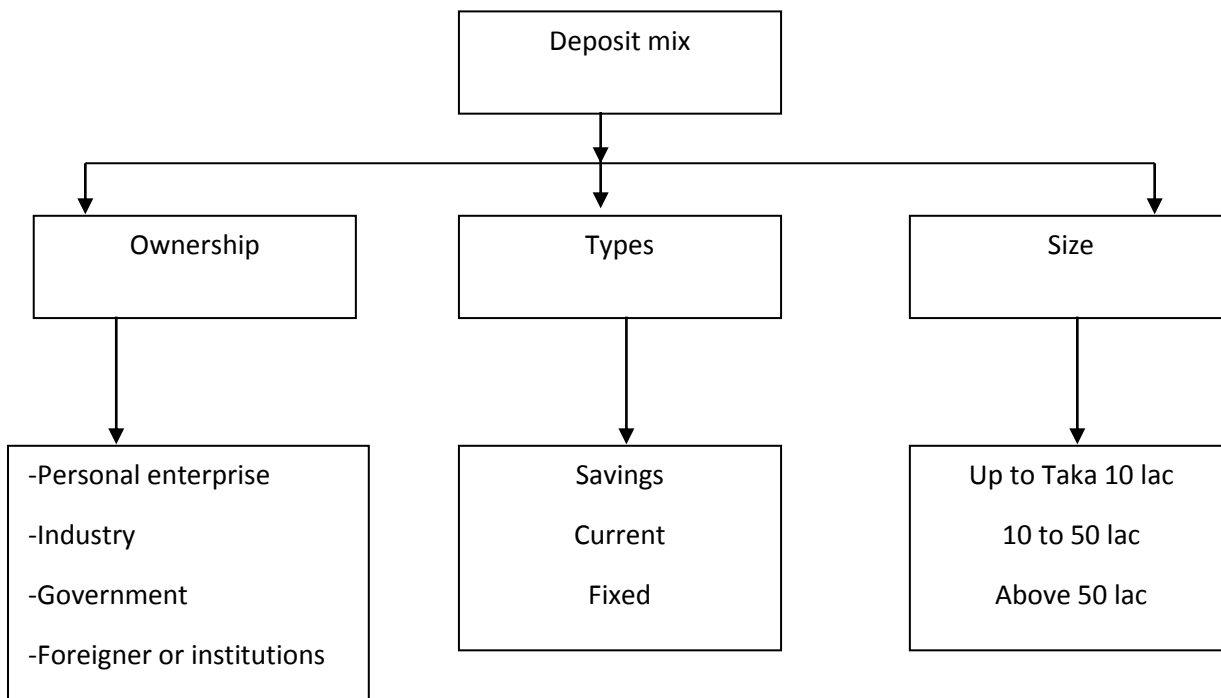 Deposit mix
Ownership
Types
Size
-Personal enterprise
-Industry
-Government
-Foreigner or institutions
Savings
Current
Fixed
Up to Taka 10 lac
10 to 50 lac
Above 50 lac